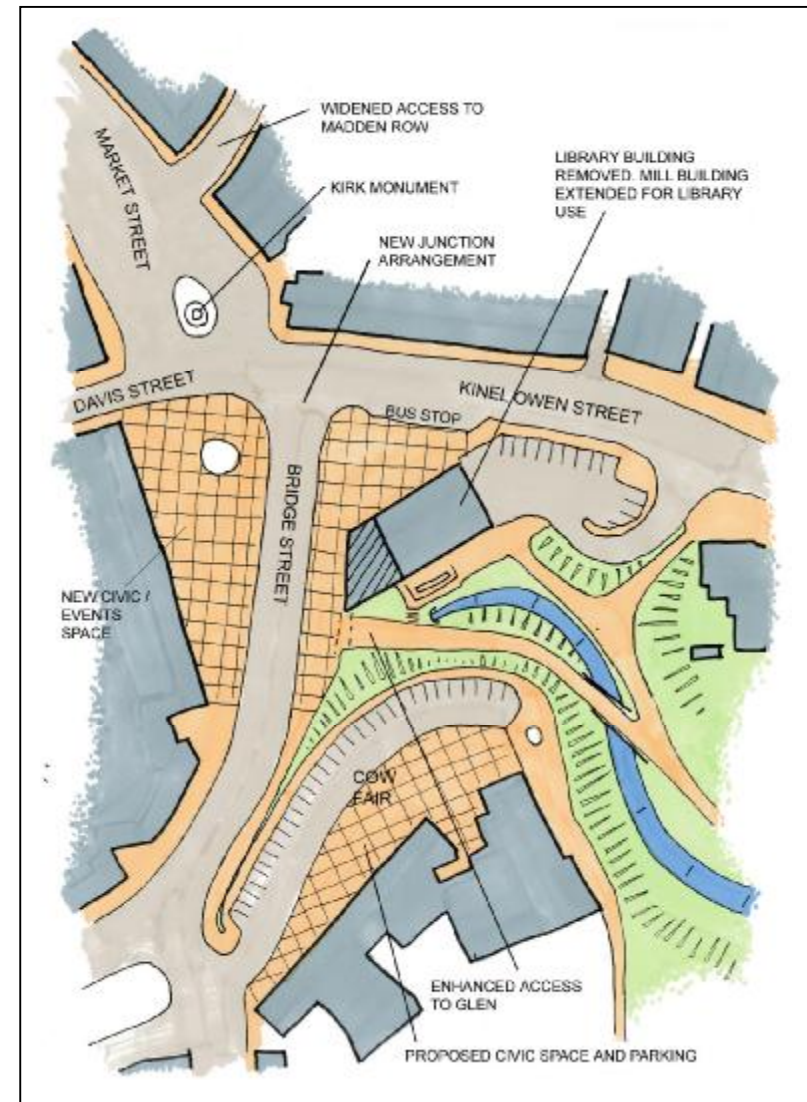 WIDENED ACCESS TO
MADDEN ROW
MARKET STREET
LIBRARY BUILDING
REMOVED. MILL BUILDING
EXTENDED FOR LIBRARY
USE
KIRK MONUMENT
NEW JUNCTION
ARRANGEMENT
DAVIS STREET
KINEL OWEN STREET
BUS STOP
BRIDGE STREET
NEW CIVIC /
EVENTS
SPACE
COW
FAIR
ENHANCED ACCESS
TO GLEN
PROPOSED CIVIC SPACE AND PARKING